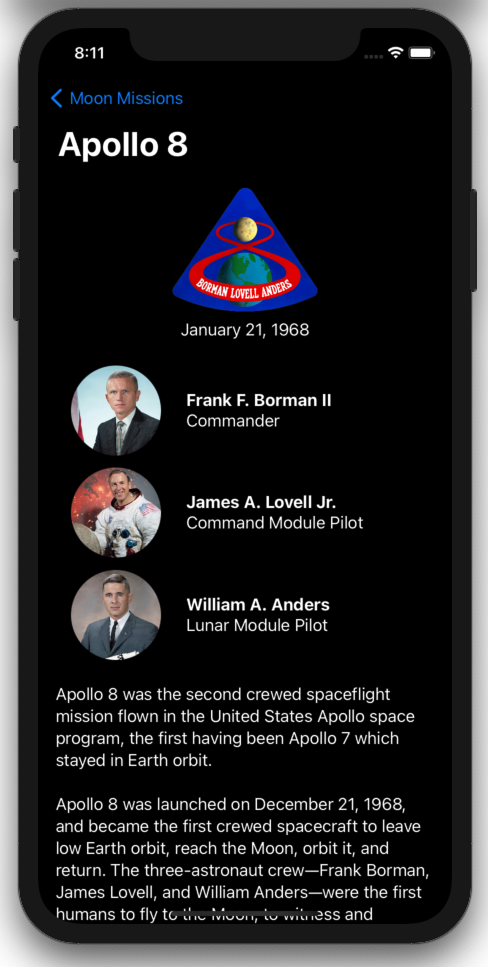 8:11
Moon Missions
Apollo 8
BORMAN LOVELL ANDERS
January 21, 1968
Frank F. Borman II
Commander
James A. Lovell Jr.
Command Module Pilot
William A. Anders
Lunar Module Pilot
Apollo 8 was the second crewed spaceflight
mission flown in the United States Apollo space
program, the first having been Apollo 7 which
stayed in Earth orbit.
Apollo 8 was launched on December 21, 1968,
and became the first crewed spacecraft to leave
low Earth orbit, reach the Moon, orbit it, and
return. The three-astronaut crew—Frank Borman,
James Lovell, and William Anders—were the first
humans to fly to the Moon, to witness and